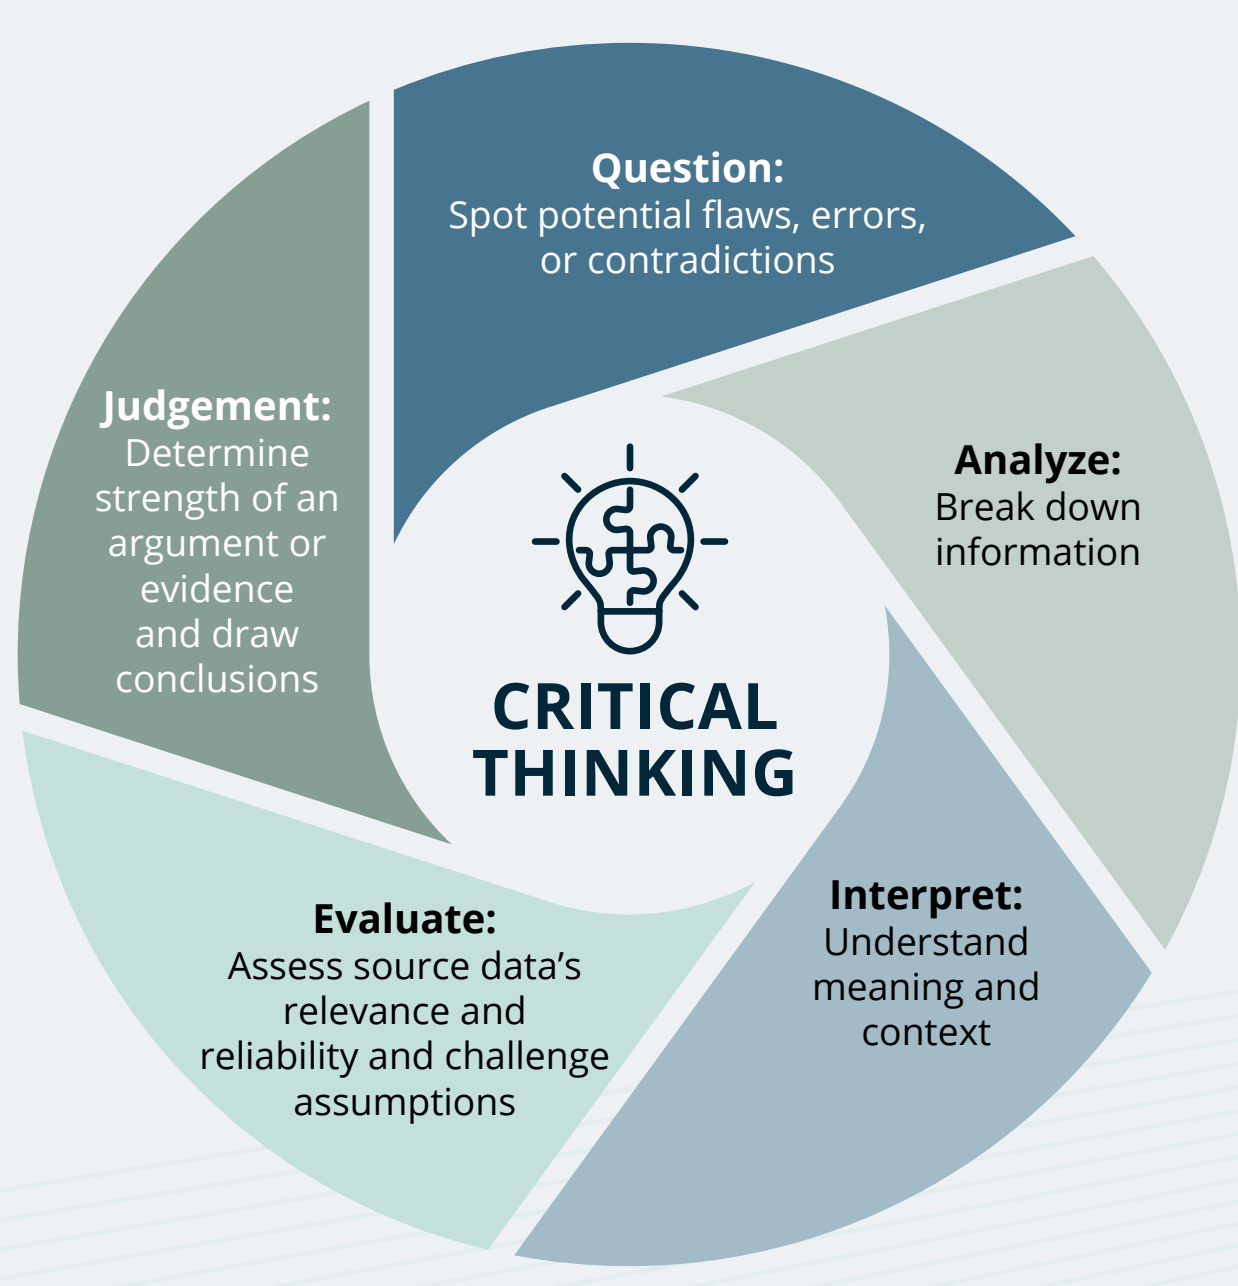 Question:
Spot potential flaws, errors,
or contradictions
Analyze:
Break down
information
Interpret:
Understand
meaning and
context
Evaluate:
Assess source data’s
relevance and
reliability and challenge
assumptions
Judgement:
Determine
strength of an
argument or
evidence
and draw
conclusions
CRITICAL
THINKING